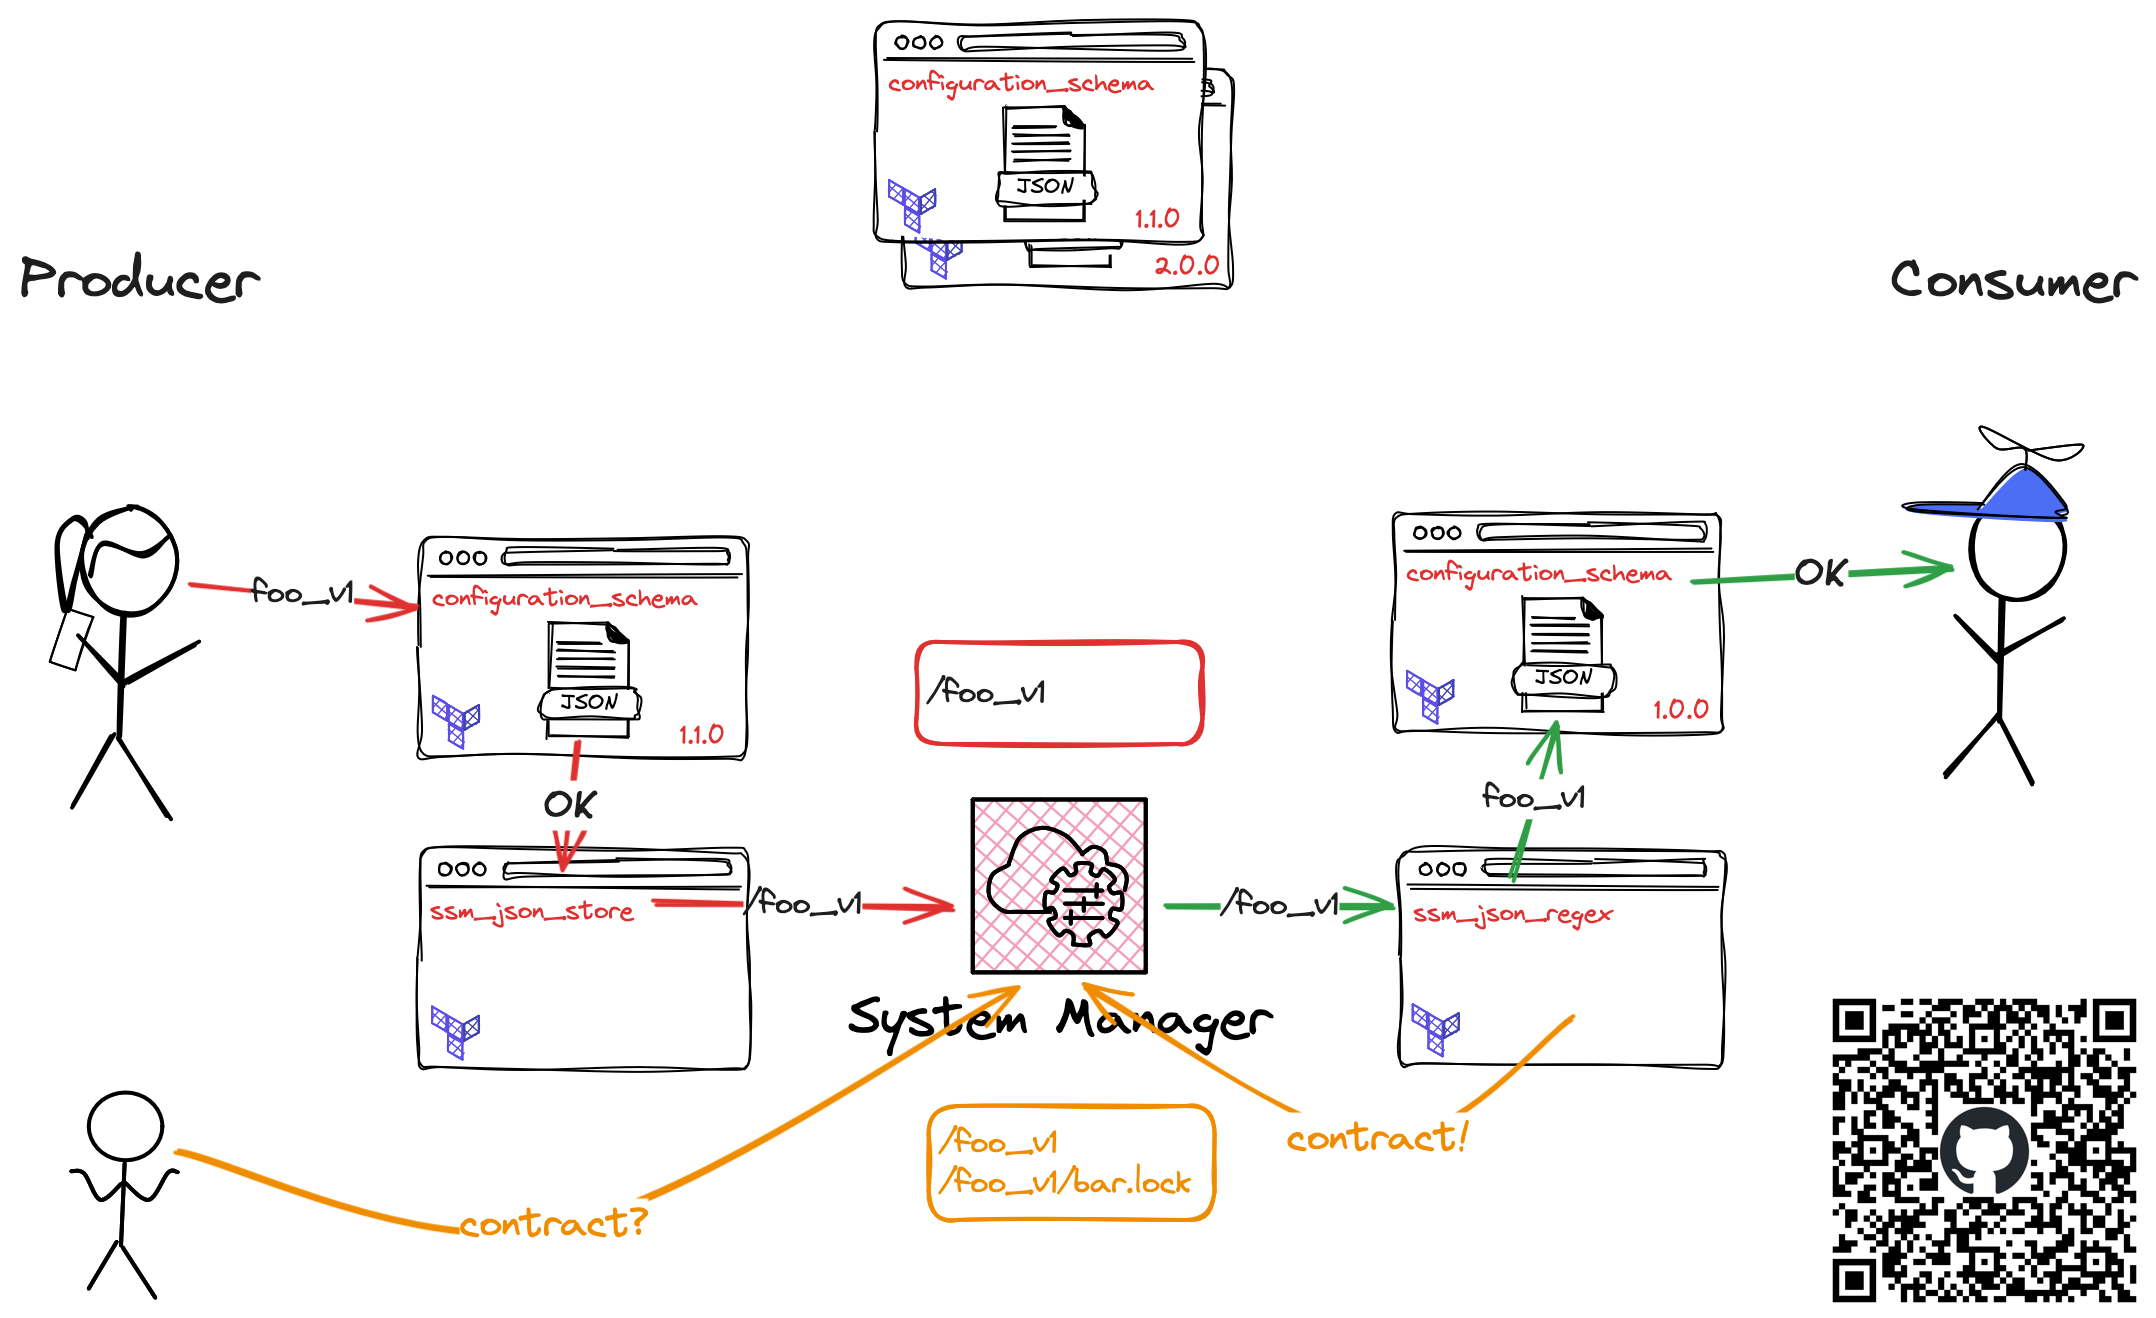 configuration_schema
JSON
1.1.0
2.0.0
Producer
Consumer
foo_v1
configuration_schema
JSON
1.1.0
OK
ssm_json_store
/foo_v1
/foo_v1
System Manager
/foo_v1
ssm_json_regex
foo_v1
configuration_schema
JSON
1.0.0
OK
contract?
/foo_v1
/foo_v1/bar.lock
contract!